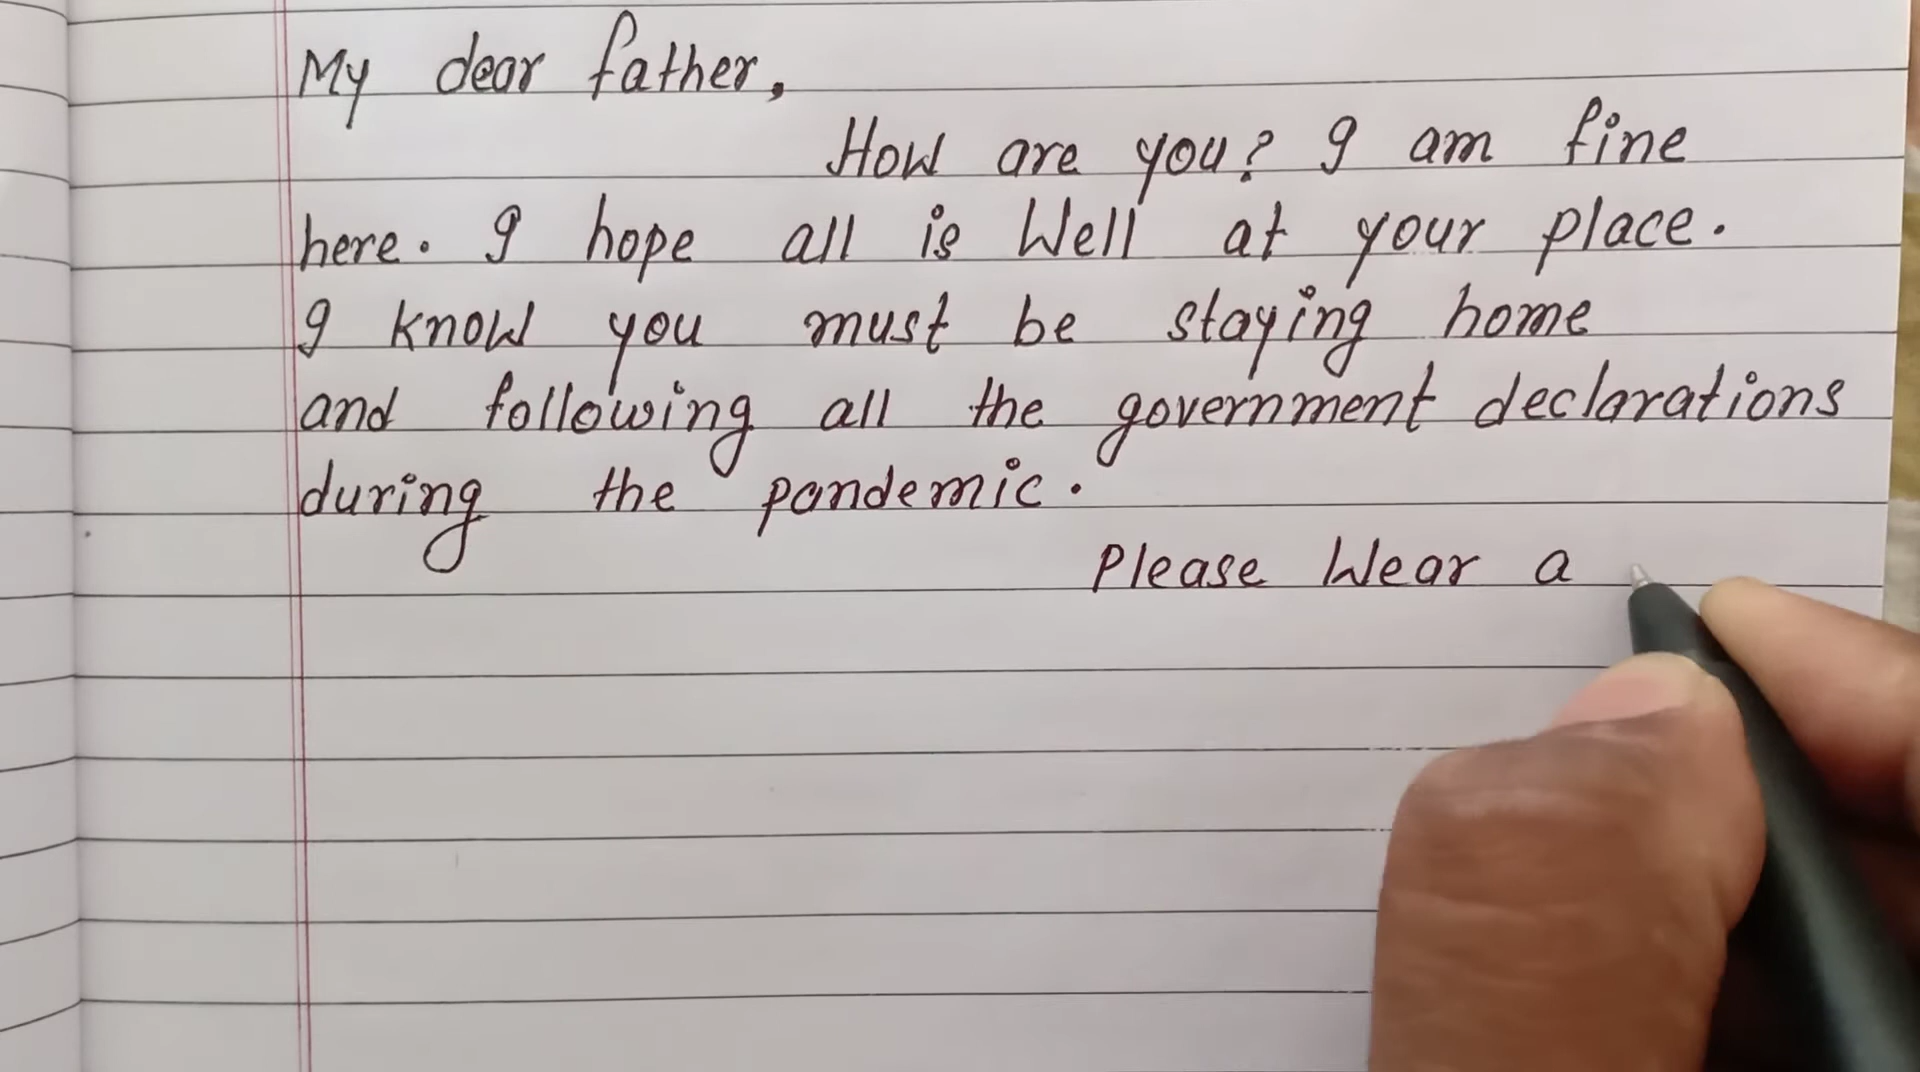 My dear father,
How are you? I am fine
here. I hope all is Well at your place.
I know you must be staying home
and following all the government declarations
during the pandemic.
Please Wear a